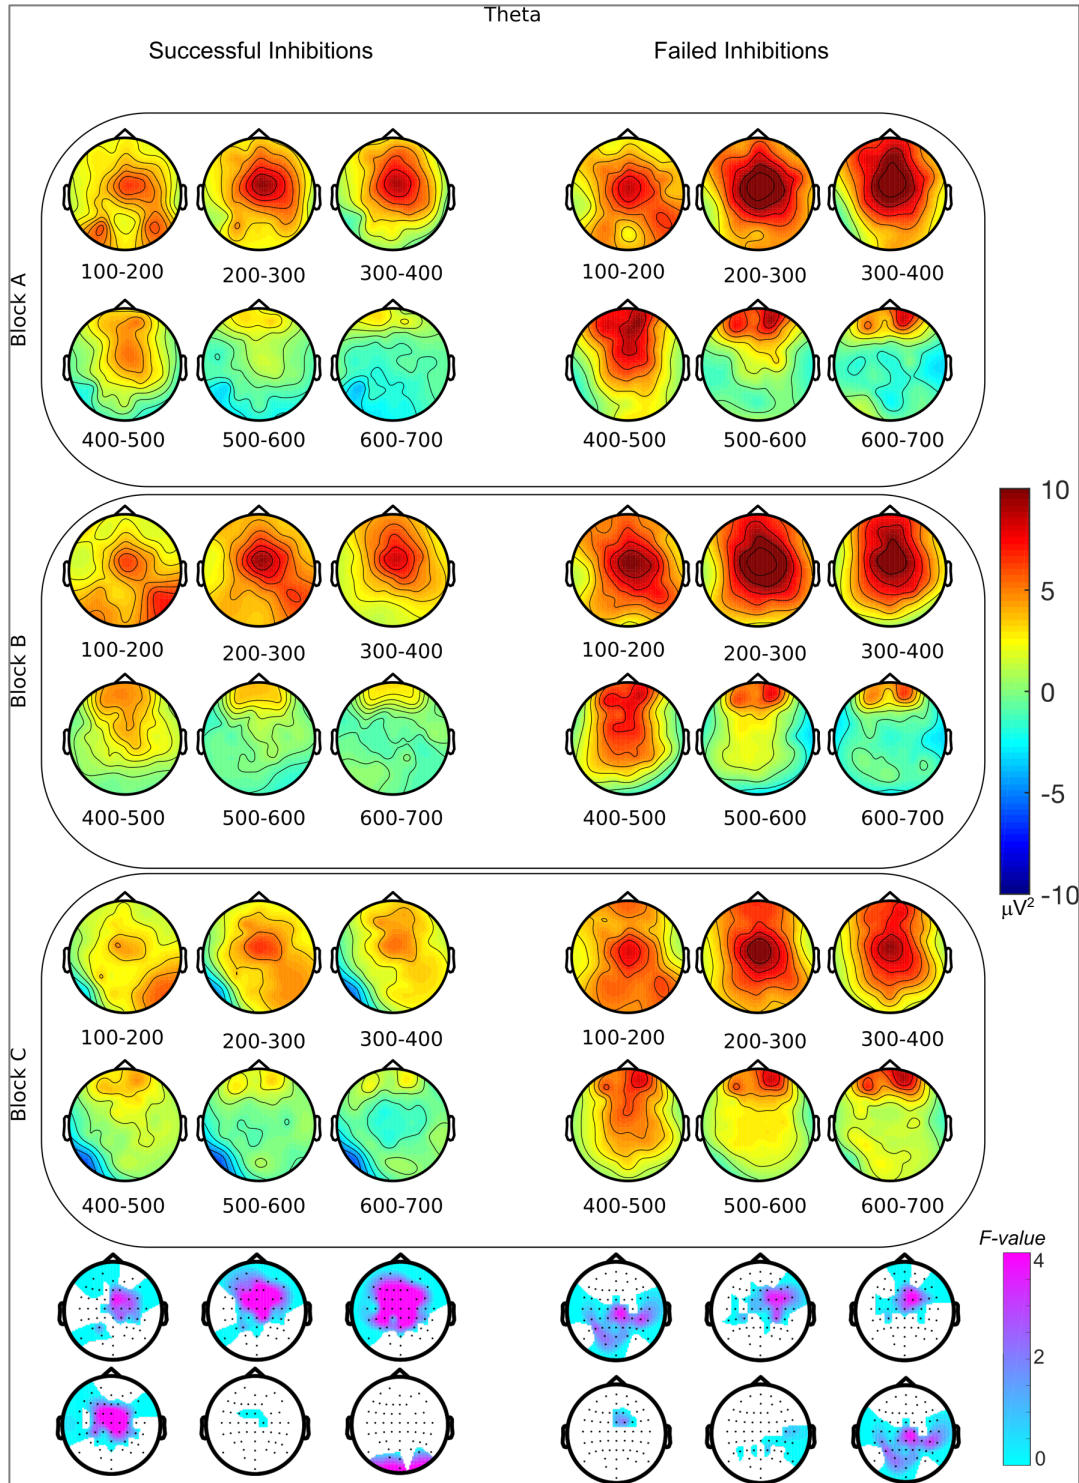 Theta
Successful Inhibitions Failed Inhibitions
Block A
100-200 200-300 300-400 100-200 200-300 300-400
400-500 500-600 600-700 400-500 500-600 600-700
Block B
100-200 200-300 300-400 100-200 200-300 300-400
400-500 500-600 600-700 400-500 500-600 600-700
10
5
0
-5
-10
μV²
Block C
100-200 200-300 300-400 100-200 200-300 300-400
400-500 500-600 600-700 400-500 500-600 600-700
F-value
4
2
0